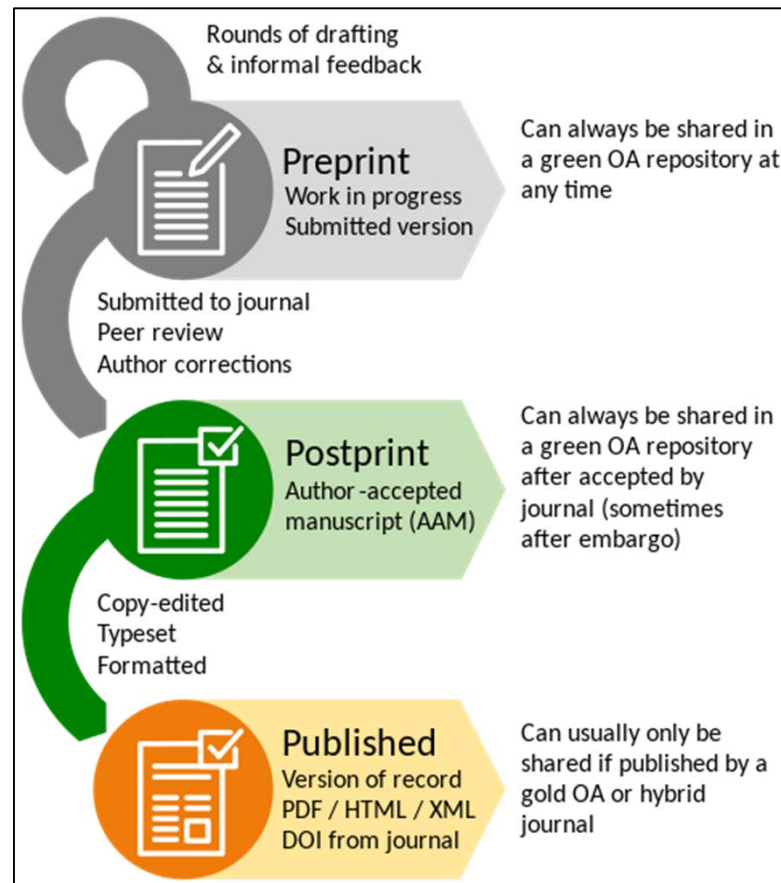 Rounds of drafting
& informal feedback
Preprint
Work in progress
Submitted version
Can always be shared in
a green OA repository at
any time
Submitted to journal
Peer review
Author corrections
Postprint
Author-accepted
manuscript (AAM)
Can always be shared in
a green OA repository
after accepted by
journal (sometimes
after embargo)
Copy-edited
Typeset
Formatted
Published
Version of record
PDF / HTML / XML
DOI from journal
Can usually only be
shared if published by a
gold OA or hybrid
journal